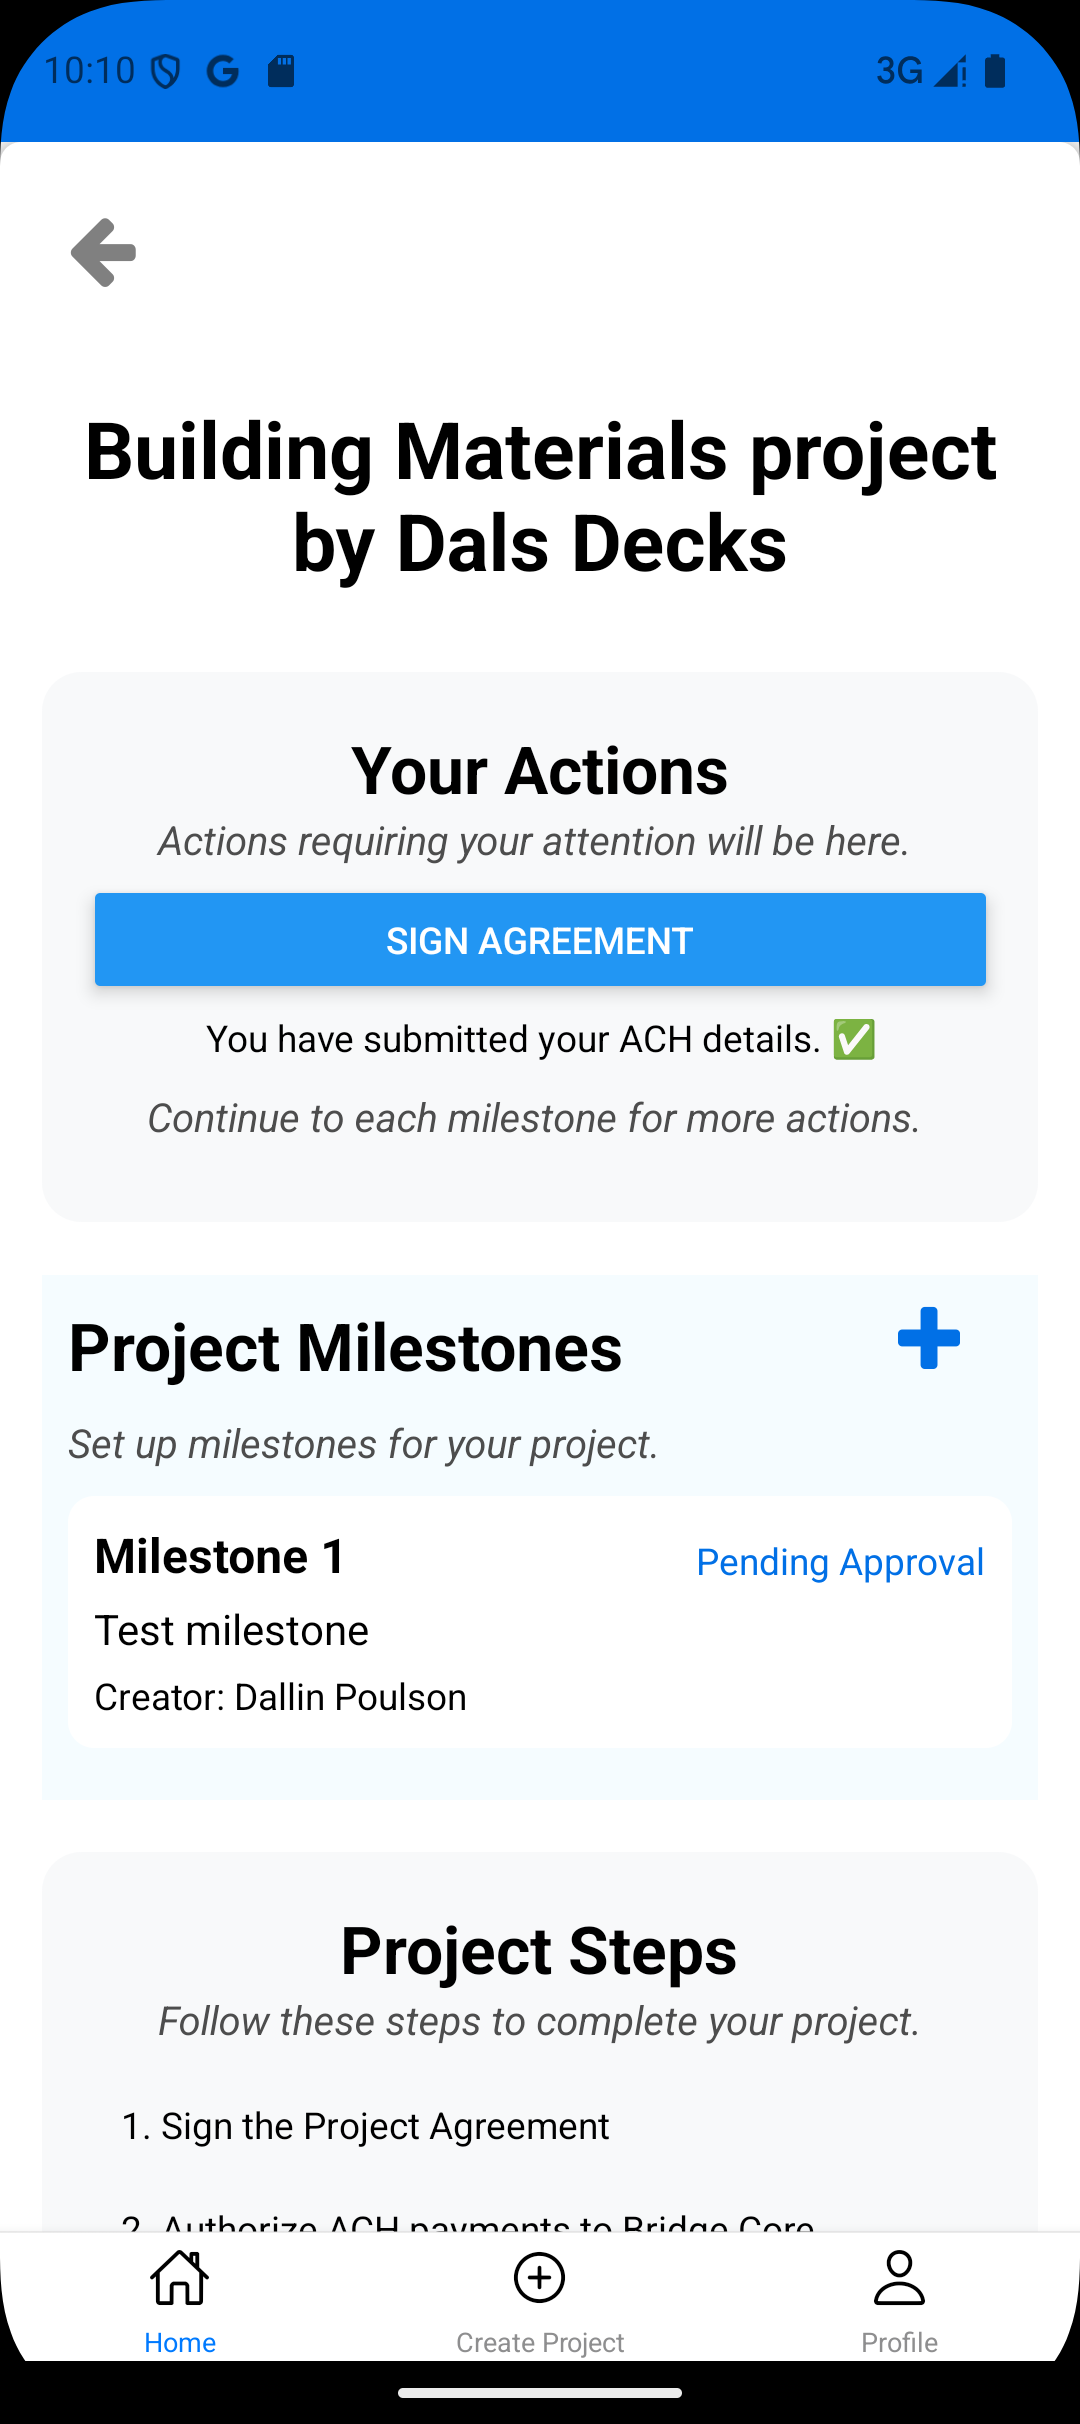 10:10
3G
Building Materials project
by Dals Decks
Your Actions
Actions requiring your attention will be here.
SIGN AGREEMENT
You have submitted your ACH details. ✅
Continue to each milestone for more actions.
Project Milestones
Set up milestones for your project.
Milestone 1
Pending Approval
Test milestone
Creator: Dallin Poulson
Project Steps
Follow these steps to complete your project.
1. Sign the Project Agreement
2. Authorize ACH payments to Bridge Core
Home
Create Project
Profile